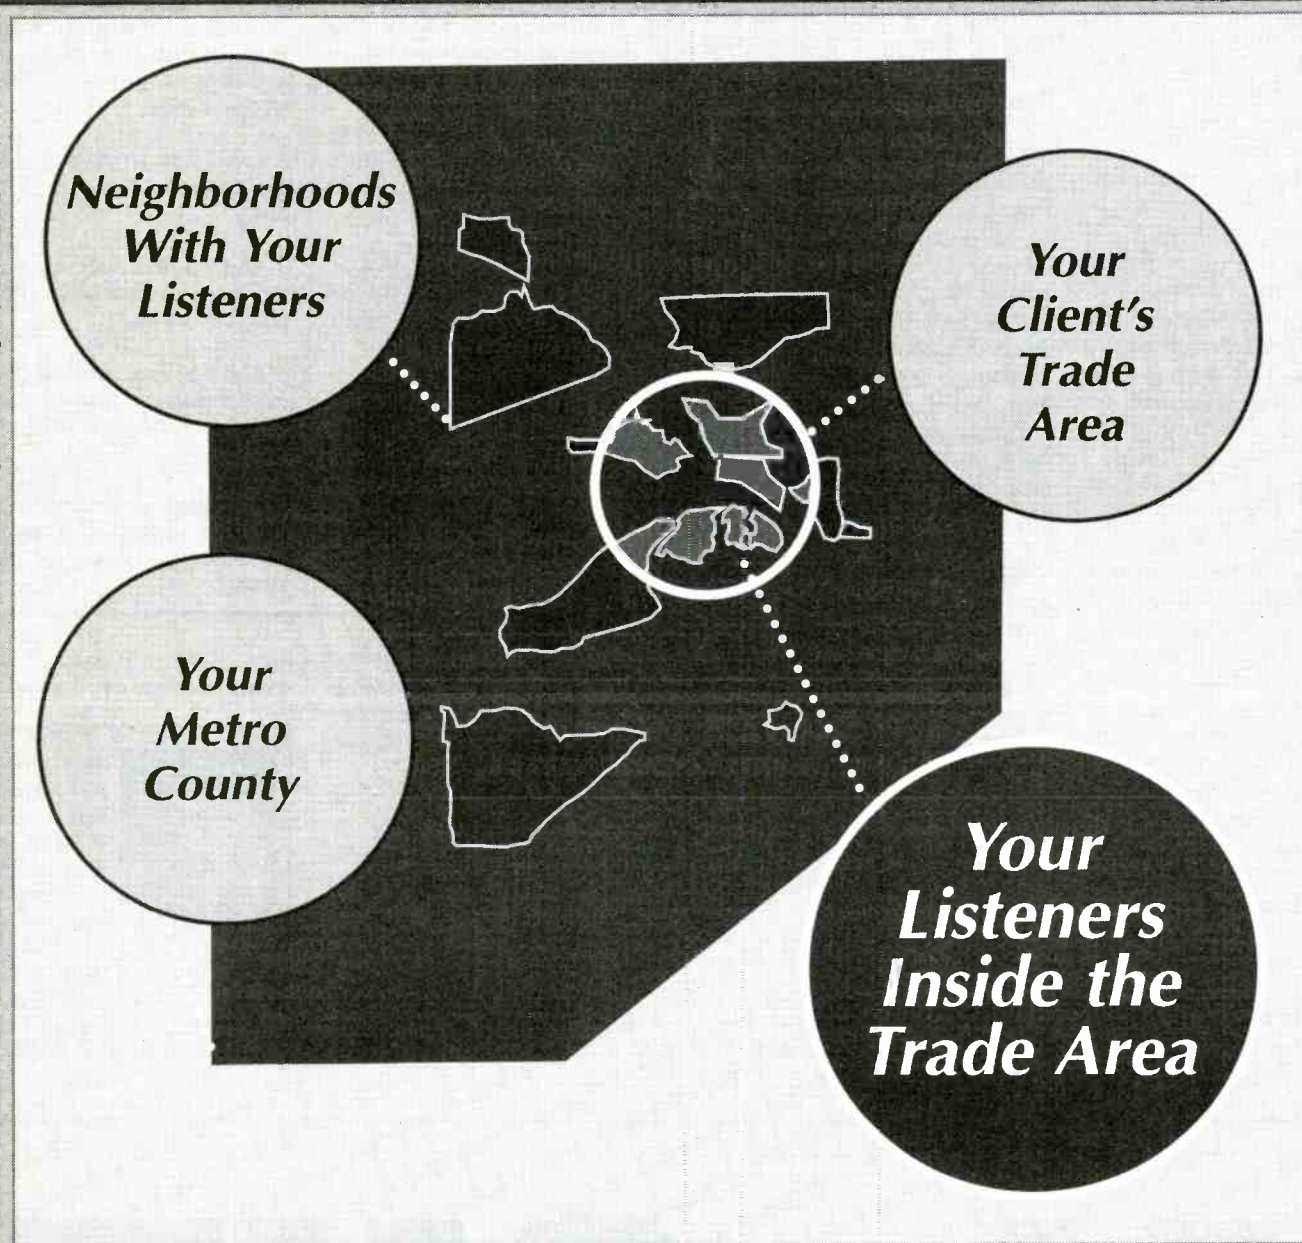 Neighborhoods
With Your
Listeners
Your
Client's
Trade
Area
Your
Metro
County
Your
Listeners
Inside the
Trade Area